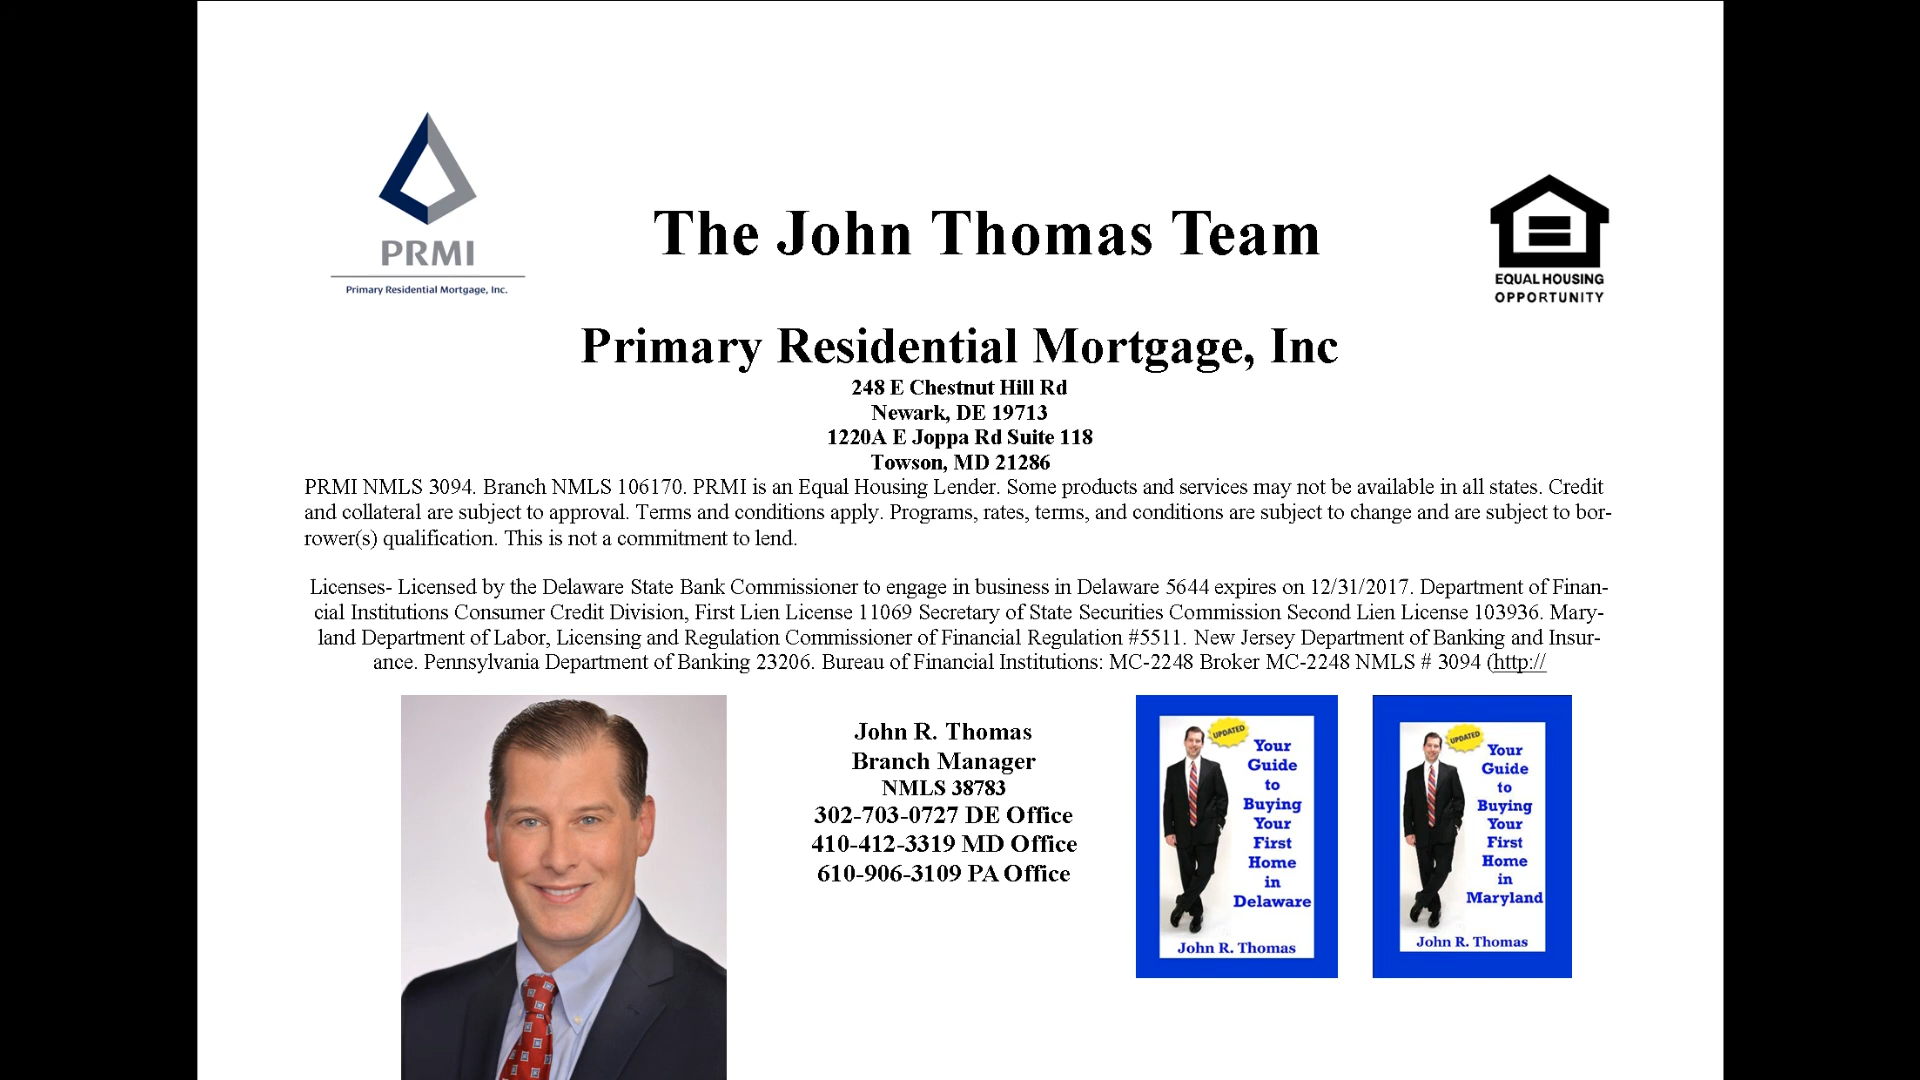 PRMI
Primary Residential Mortgage, Inc.
The John Thomas Team
EQUAL HOUSING
OPPORTUNITY
Primary Residential Mortgage, Inc
248 E Chestnut Hill Rd
Newark, DE 19713
1220A E Joppa Rd Suite 118
Towson, MD 21286
PRMI NMLS 3094. Branch NMLS 106170. PRMI is an Equal Housing Lender. Some products and services may not be available in all states. Credit
and collateral are subject to approval. Terms and conditions apply. Programs, rates, terms, and conditions are subject to change and are subject to bor-
rower(s) qualification. This is not a commitment to lend.
Licenses- Licensed by the Delaware State Bank Commissioner to engage in business in Delaware 5644 expires on 12/31/2017. Department of Finan-
cial Institutions Consumer Credit Division, First Lien License 11069 Secretary of State Securities Commission Second Lien License 103936. Mary-
land Department of Labor, Licensing and Regulation Commissioner of Financial Regulation #5511. New Jersey Department of Banking and Insur-
ance. Pennsylvania Department of Banking 23206. Bureau of Financial Institutions: MC-2248 Broker MC-2248 NMLS # 3094 (http://
John R. Thomas
Branch Manager
NMLS 38783
302-703-0727 DE Office
410-412-3319 MD Office
610-906-3109 PA Office
UPDATED
Your
Guide
to
Buying
Your
First
Home
in
Delaware
John R. Thomas
UPDATED
Your
Guide
to
Buying
Your
First
Home
in
Maryland
John R. Thomas